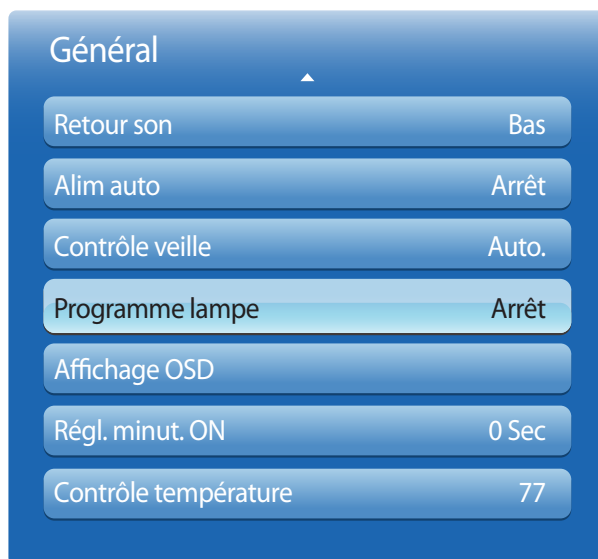 Général
Retour son Bas
Alim auto Arrêt
Contrôle veille Auto.
Programme lampe Arrêt
Affichage OSD
Régl. minut. ON 0 Sec
Contrôle température 77